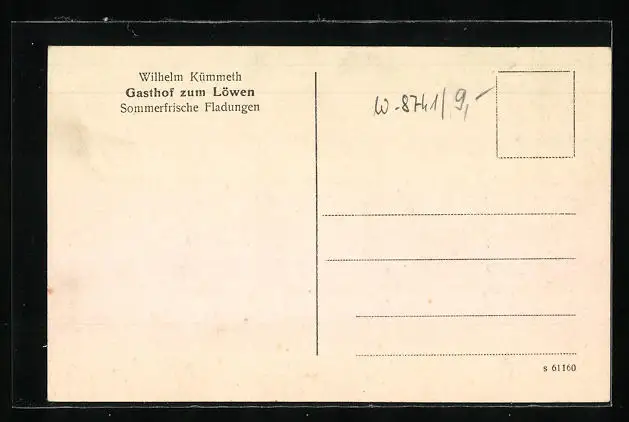 Wilhelm Kümmeth
Gasthof zum Löwen
Sommerfrische Fladungen
W-8741/9,-
s 61160